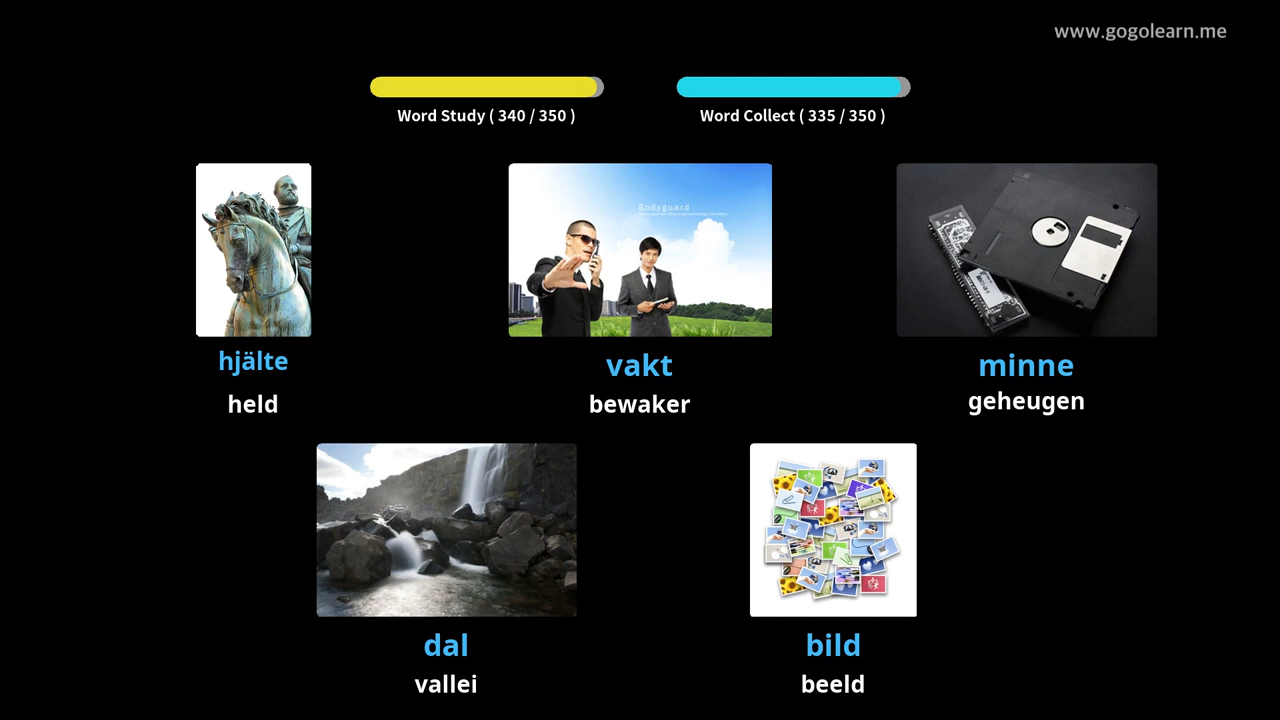 www.gogolearn.me
Word Study ( 340 / 350 )
Word Collect ( 335 / 350 )
Bodyguard
hjälte
vakt
minne
held
bewaker
geheugen
dal
bild
vallei
beeld